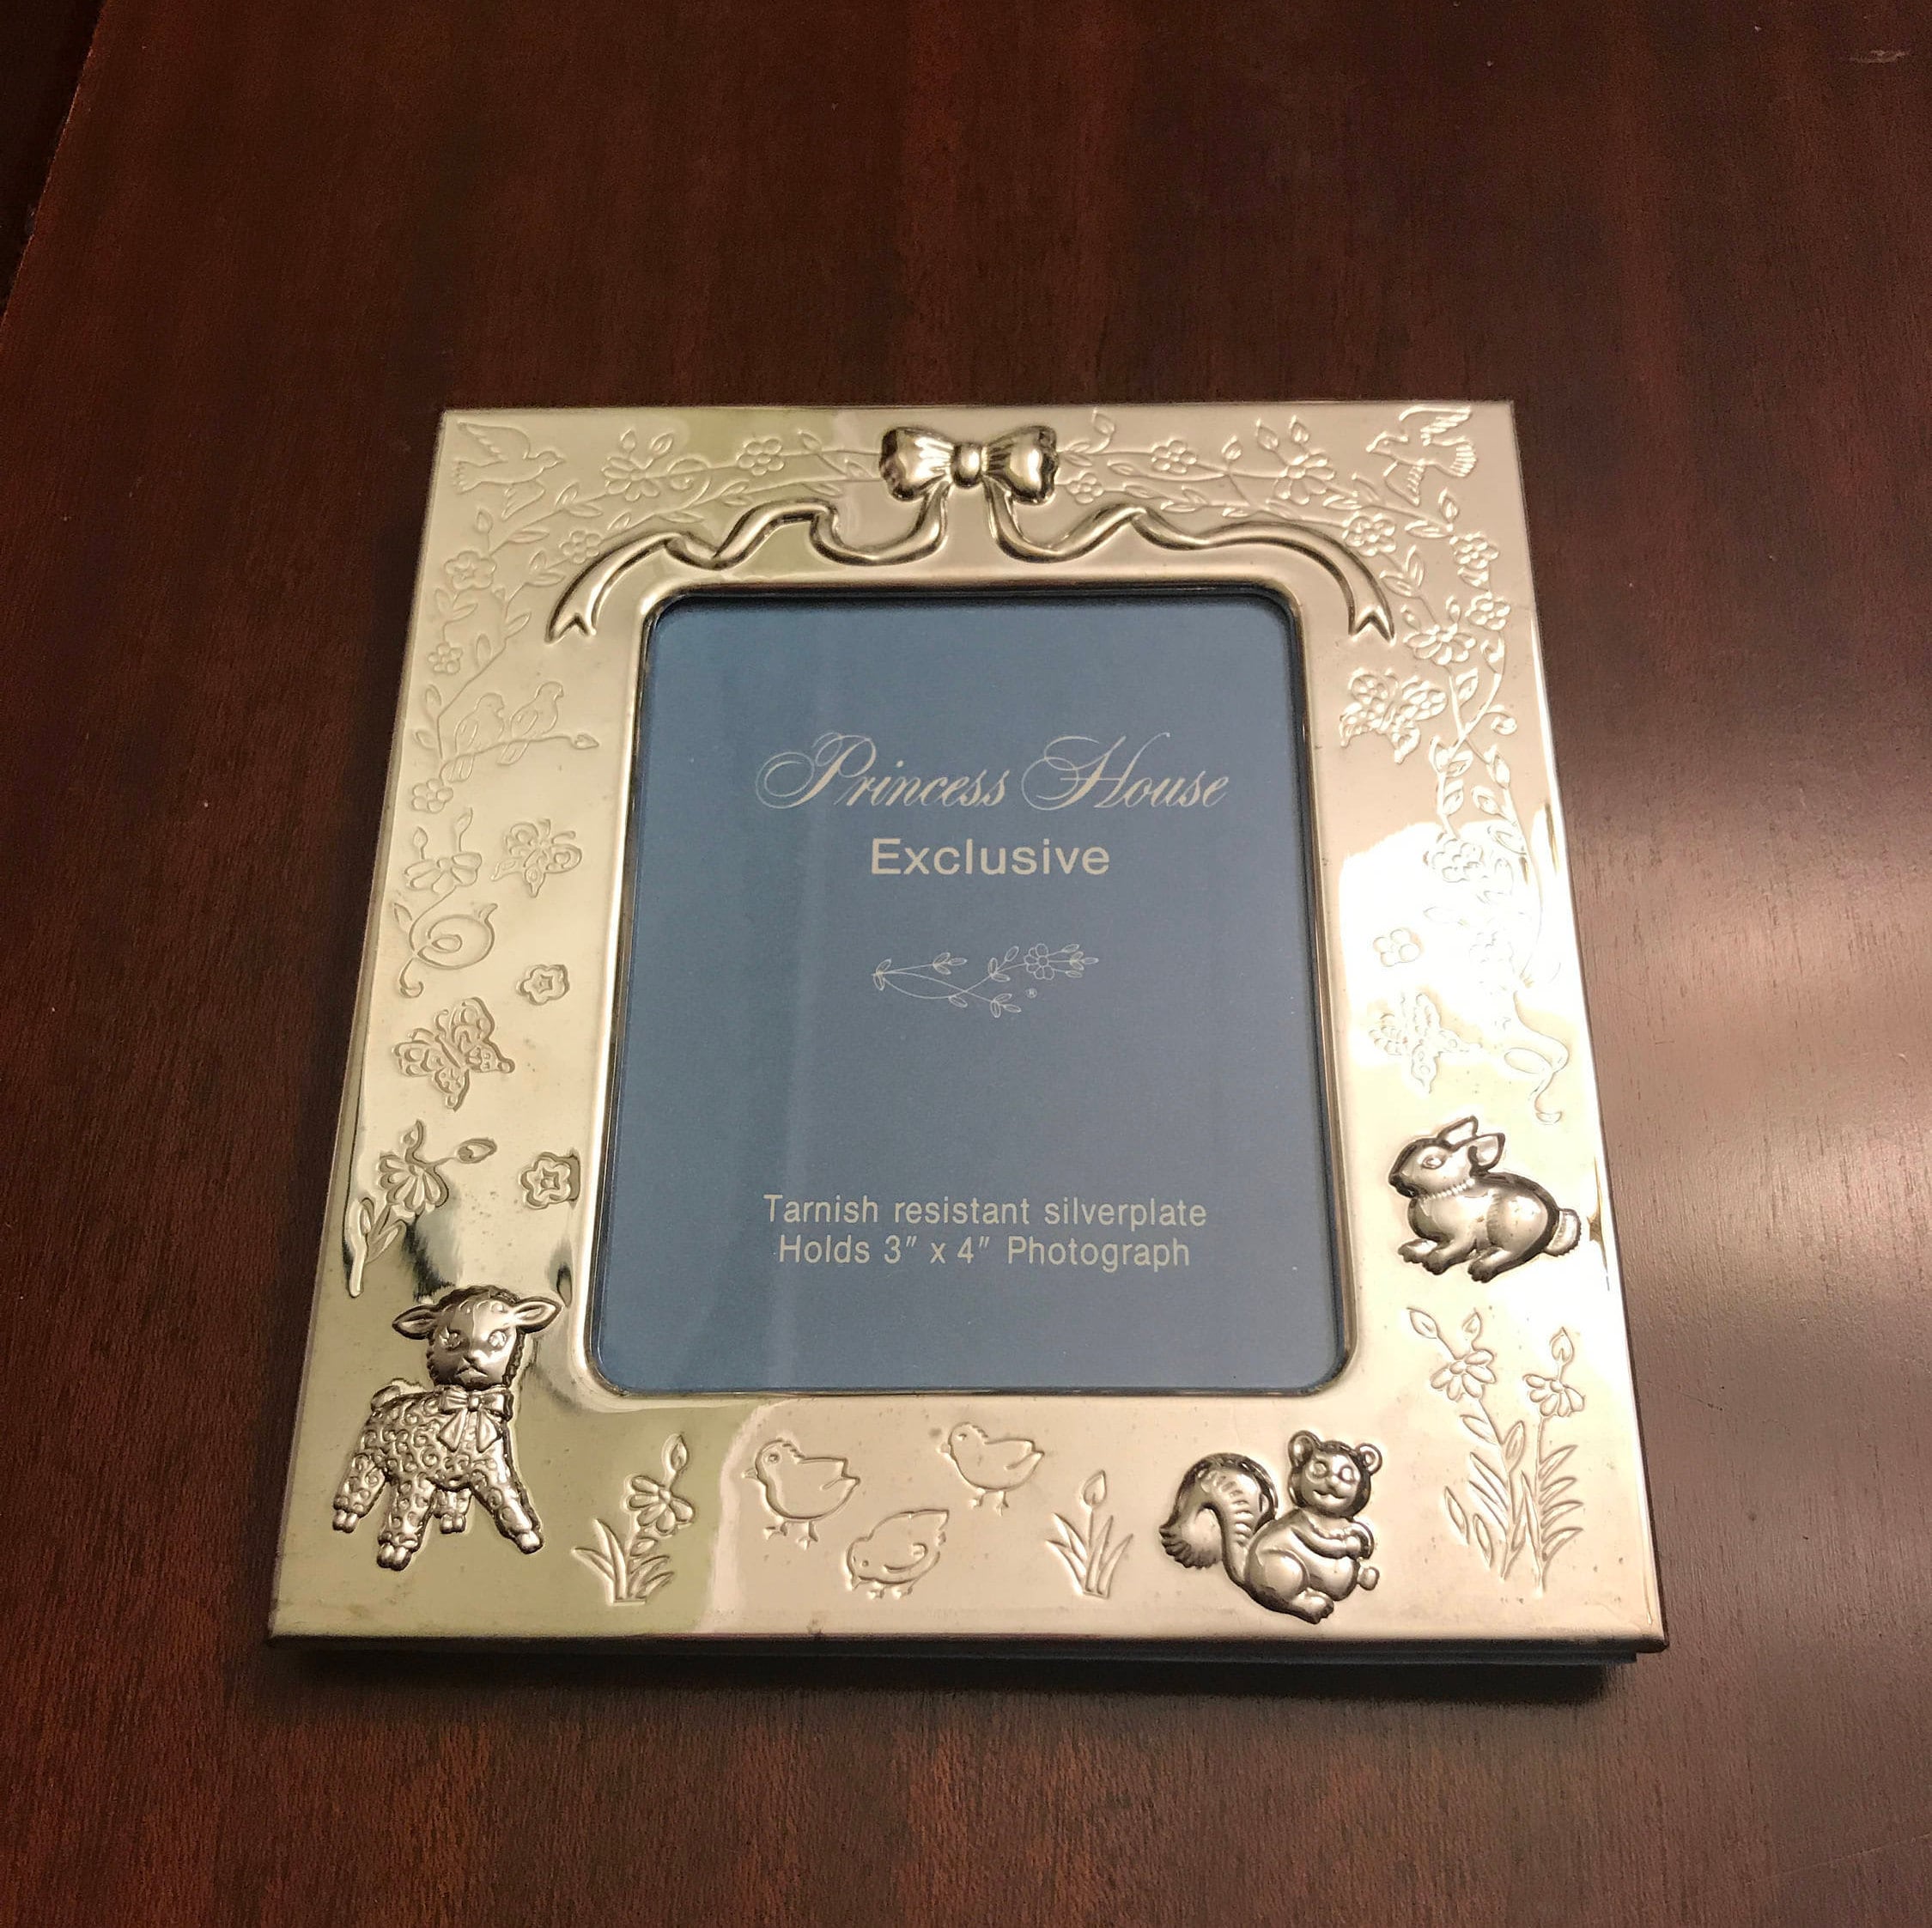 Princess House
Exclusive
®
Tarnish resistant silverplate
Holds 3" x 4" Photograph